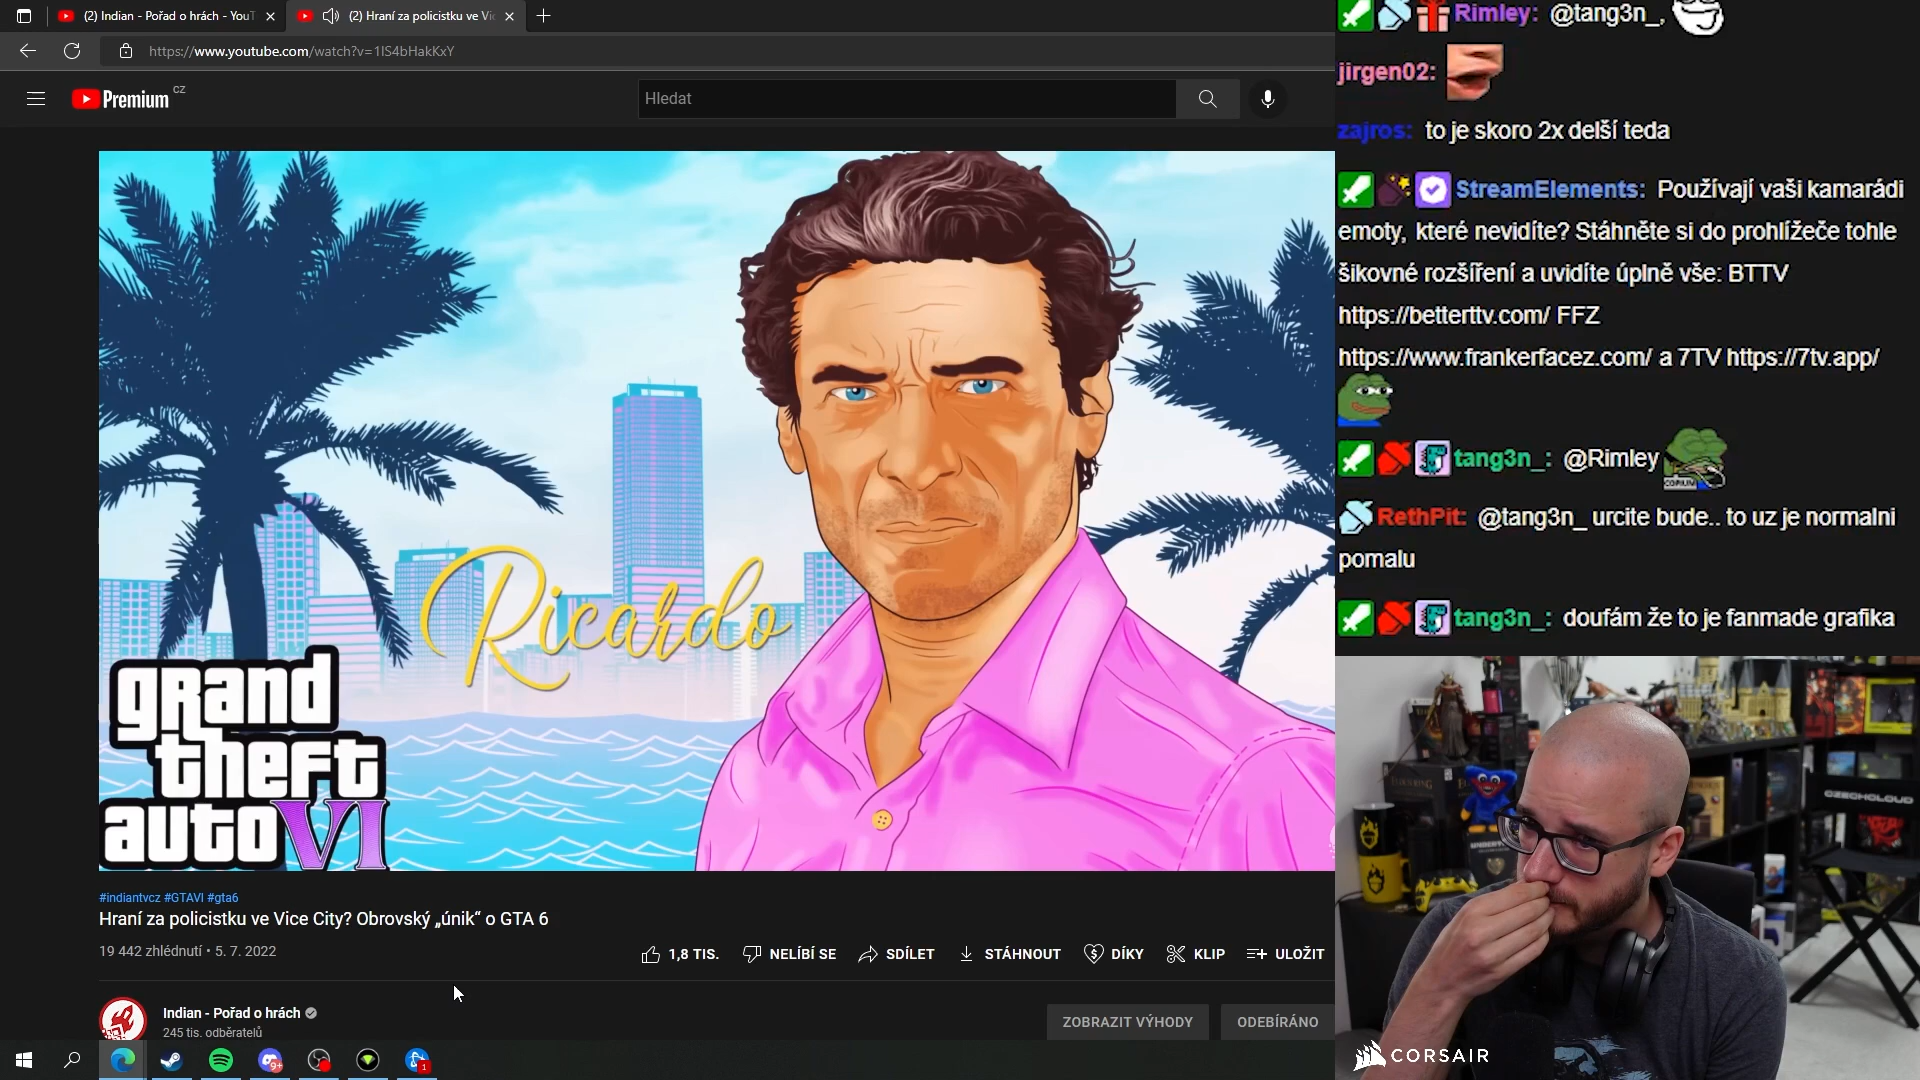 (2) Indian - Pořad o hrách - YouT
(2) Hraní za policistku ve Vic
https://www.youtube.com/watch?v=1lS4bHakKxY
Premium CZ
Hledat
Ricardo
grand
theft
auto VI
#indiantvcz #GTAVI #gta6
Hraní za policistku ve Vice City? Obrovský „únik“ o GTA 6
19 442 zhlédnutí • 5. 7. 2022
1,8 TIS.
NELÍBÍ SE
SDÍLET
STÁHNOUT
DÍKY
KLIP
ULOŽIT
Indian - Pořad o hrách
245 tis. odběratelů
ZOBRAZIT VÝHODY
ODEBÍRÁNO
9+
1
Rimley: @tang3n_,
jirgen02:
zajros: to je skoro 2x delší teda
StreamElements: Používají vaši kamarádi
emoty, které nevidíte? Stáhněte si do prohlížeče tohle
šikovné rozšíření a uvidíte úplně vše: BTTV
https://betterttv.com/ FFZ
https://www.frankerfacez.com/ a 7TV https://7tv.app/
tang3n_: @Rimley
COPIUM
RethPit: @tang3n_ urcite bude.. to uz je normalni
pomalu
tang3n_: doufám že to je fanmade grafika
CZECHCLOUD
CORSAIR